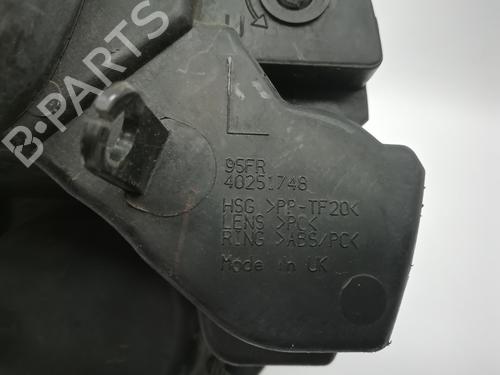 U
B-PARTS
L
95FR
40251748
HSG >PP-TF20<
LENS >PC<
RING >ABS/PC<
Made in UK